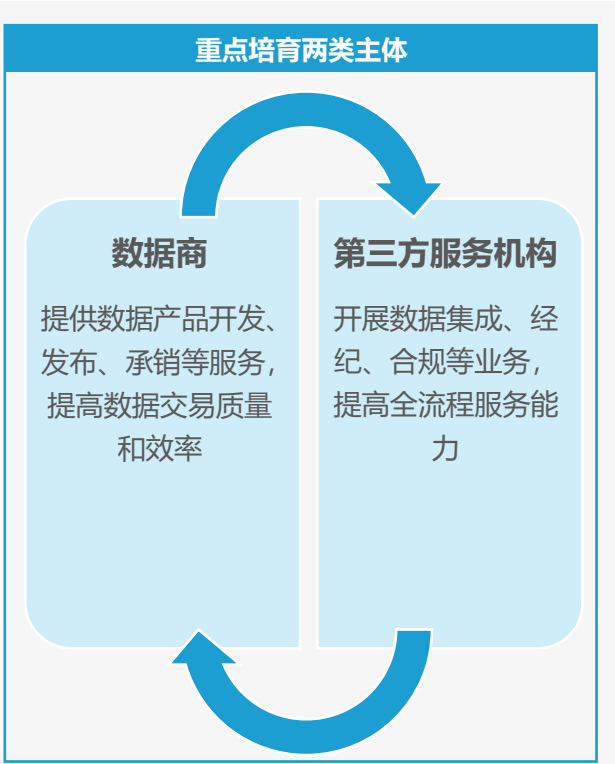 重点培育两类主体
数据商
提供数据产品开发、
发布、承销等服务，
提高数据交易质量
和效率
第三方服务机构
开展数据集成、经
纪、合规等业务，
提高全流程服务能
力